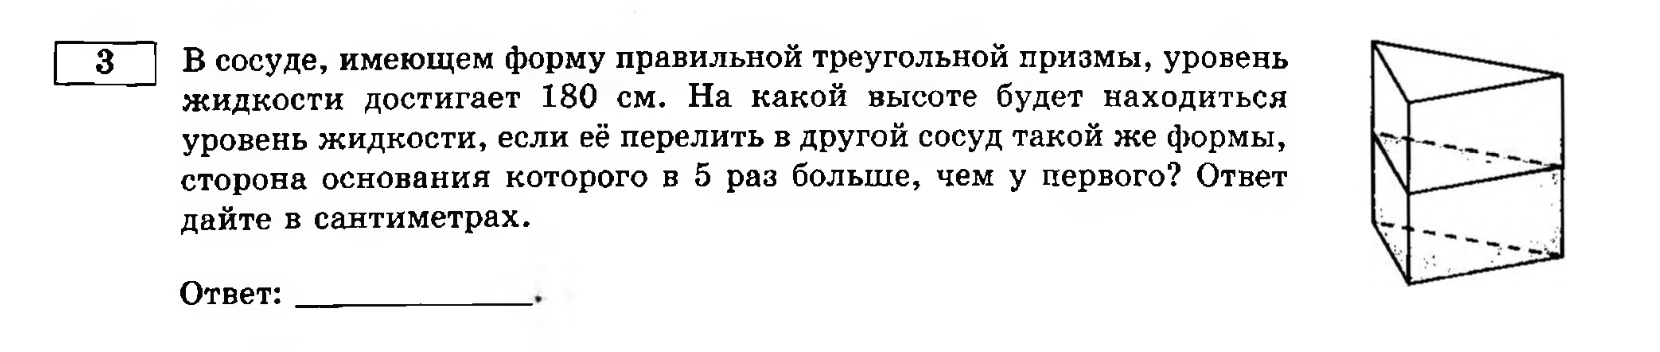 3
В сосуде, имеющем форму правильной треугольной призмы, уровень
жидкости достигает 180 см. На какой высоте будет находиться
уровень жидкости, если её перелить в другой сосуд такой же формы,
сторона основания которого в 5 раз больше, чем у первого? Ответ
дайте в сантиметрах.
Ответ: ______________.